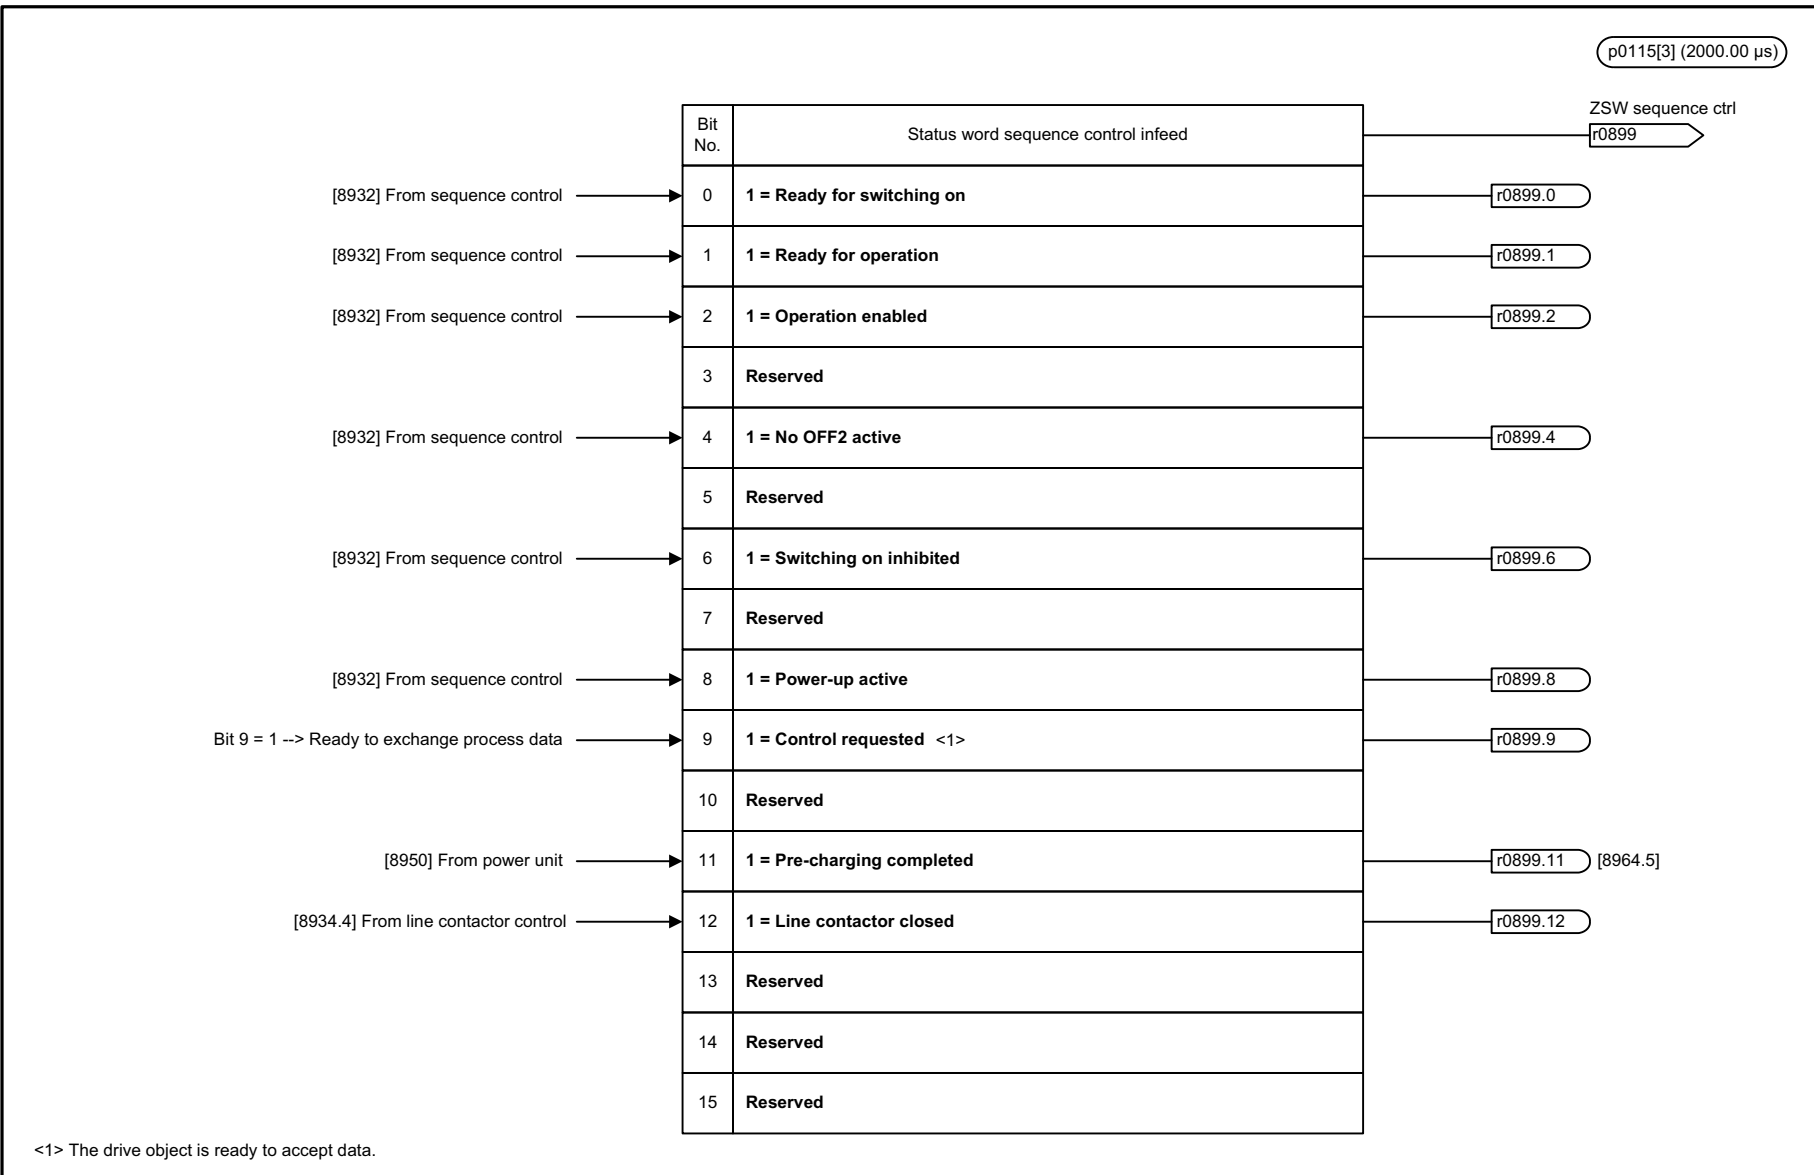 p0115[3] (2000.00 µs)
ZSW sequence ctrl
Bit
No.
Status word sequence control infeed
r0899
[8932] From sequence control 0 1 = Ready for switching on r0899.0
[8932] From sequence control 1 1 = Ready for operation r0899.1
[8932] From sequence control 2 1 = Operation enabled r0899.2
3 Reserved
[8932] From sequence control 4 1 = No OFF2 active r0899.4
5 Reserved
[8932] From sequence control 6 1 = Switching on inhibited r0899.6
7 Reserved
[8932] From sequence control 8 1 = Power-up active r0899.8
Bit 9 = 1 --> Ready to exchange process data 9 1 = Control requested <1> r0899.9
10 Reserved
[8950] From power unit 11 1 = Pre-charging completed r0899.11 [8964.5]
[8934.4] From line contactor control 12 1 = Line contactor closed r0899.12
13 Reserved
14 Reserved
15 Reserved
<1> The drive object is ready to accept data.